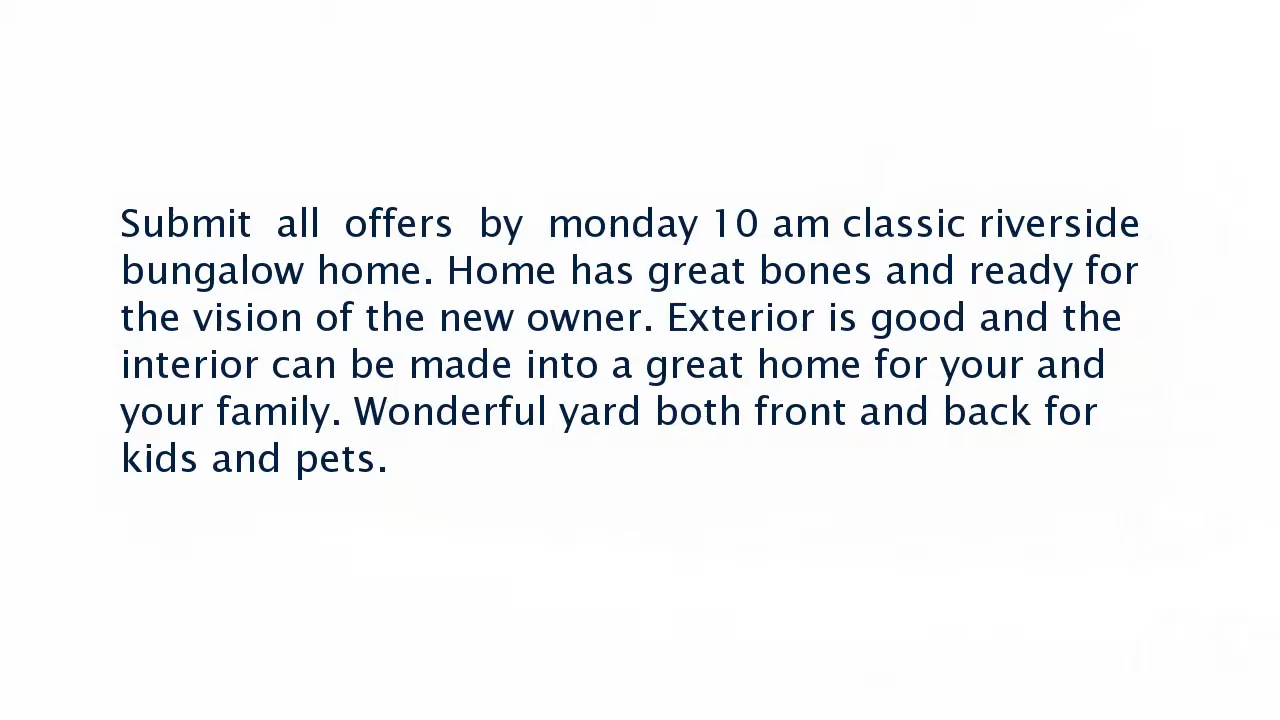 Submit all offers by monday 10 am classic riverside
bungalow home. Home has great bones and ready for
the vision of the new owner. Exterior is good and the
interior can be made into a great home for your and
your family. Wonderful yard both front and back for
kids and pets.